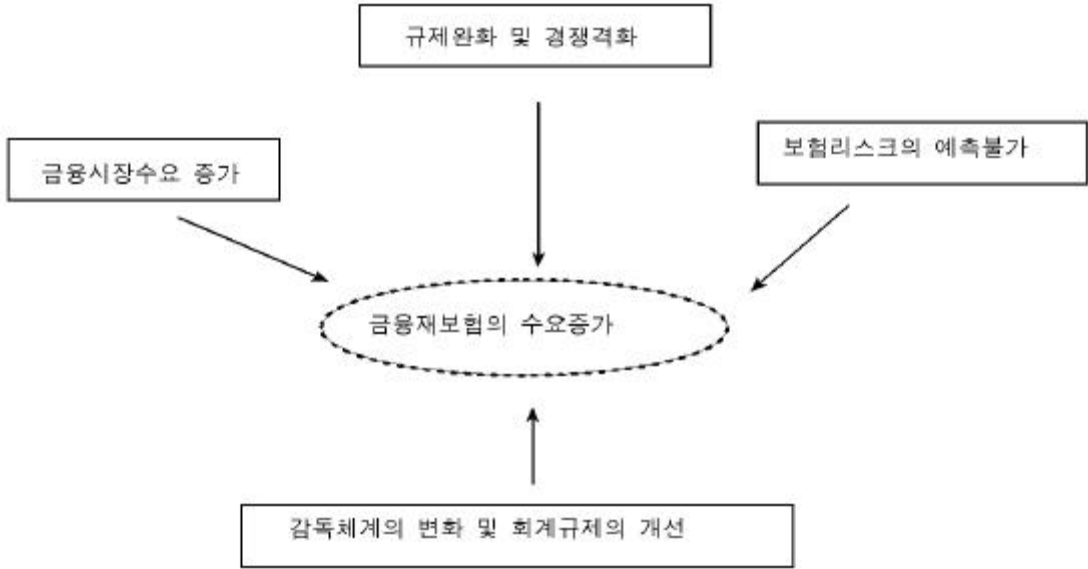 규제완화 및 경쟁격화
보험리스크의 예측불가
금융시장수요 증가
금융재보험의 수요증가
감독체계의 변화 및 회계규제의 개선